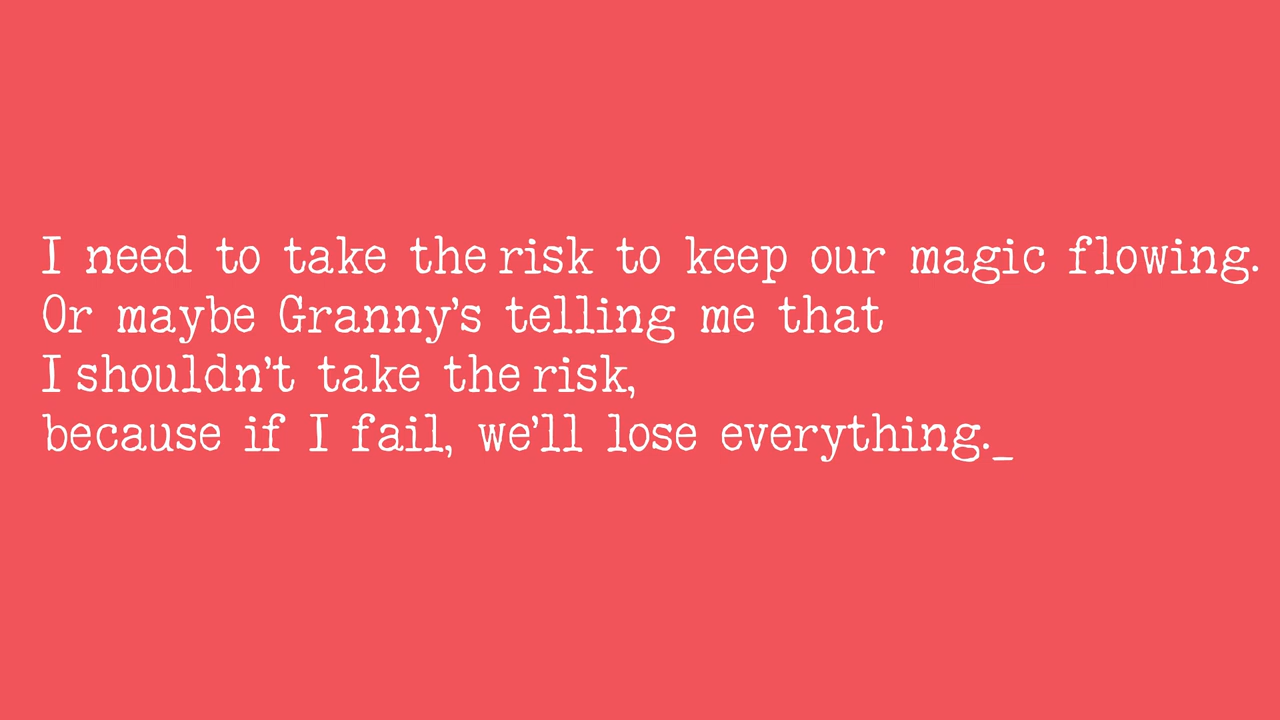 I need to take the risk to keep our magic flowing.
Or maybe Granny’s telling me that
I shouldn’t take the risk,
because if I fail, we’ll lose everything._